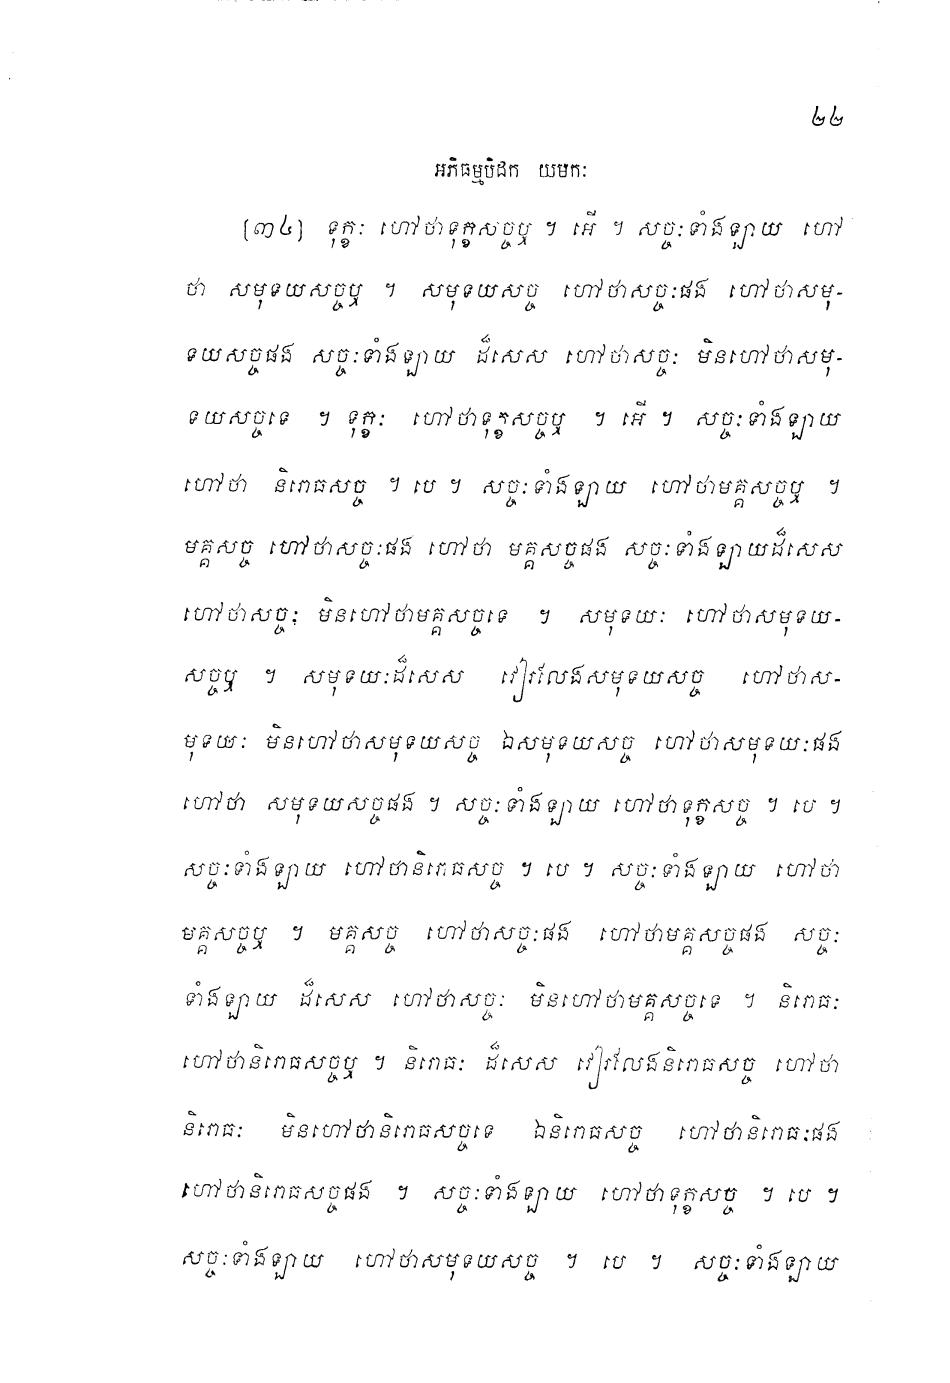 ២២
អភិធម្មបិដក យមកៈ
[៣៤] ទុក្ខៈ ហៅថាទុក្ខសច្ចឬ ។ អើ ។ សច្ចៈទាំងឡាយ ហៅ
ថា សមុទយសច្ចឬ ។ សមុទយសច្ច ហៅថាសច្ចៈផង ហៅថាសមុ-
ទយសច្ចផង សច្ចៈទាំងឡាយ ដ៏សេស ហៅថាសច្ចៈ មិនហៅថាសមុ-
ទយសច្ចទេ ។ ទុក្ខៈ ហៅថាទុក្ខសច្ចឬ ។ អើ ។ សច្ចៈទាំងឡាយ
ហៅថា និរោធសច្ច ។ បេ ។ សច្ចៈទាំងឡាយ ហៅថាមគ្គសច្ចឬ ។
មគ្គសច្ច ហៅថាសច្ចៈផង ហៅថា មគ្គសច្ចផង សច្ចៈទាំងឡាយដ៏សេស
ហៅថាសច្ចៈ មិនហៅថាមគ្គសច្ចទេ ។ សមុទយៈ ហៅថាសមុទយ-
សច្ចឬ ។ សមុទយៈដ៏សេស វៀរលែងសមុទយសច្ច ហៅថាស-
មុទយៈ មិនហៅថាសមុទយសច្ច ឯសមុទយសច្ច ហៅថាសមុទយៈផង
ហៅថា សមុទយសច្ចផង ។ សច្ចៈទាំងឡាយ ហៅថាទុក្ខសច្ច ។ បេ ។
សច្ចៈទាំងឡាយ ហៅថានិរោធសច្ច ។ បេ ។ សច្ចៈទាំងឡាយ ហៅថា
មគ្គសច្ចឬ ។ មគ្គសច្ច ហៅថាសច្ចៈផង ហៅថាមគ្គសច្ចផង សច្ចៈ
ទាំងឡាយ ដ៏សេស ហៅថាសច្ចៈ មិនហៅថាមគ្គសច្ចទេ ។ និរោធៈ
ហៅថានិរោធសច្ចឬ ។ និរោធៈ ដ៏សេស វៀរលែងនិរោធសច្ច ហៅថា
និរោធៈ មិនហៅថានិរោធសច្ចទេ ឯនិរោធសច្ច ហៅថានិរោធៈផង
ហៅថានិរោធសច្ចផង ។ សច្ចៈទាំងឡាយ ហៅថាទុក្ខសច្ច ។ បេ ។
សច្ចៈទាំងឡាយ ហៅថាសមុទយសច្ច ។ បេ ។ សច្ចៈទាំងឡាយ